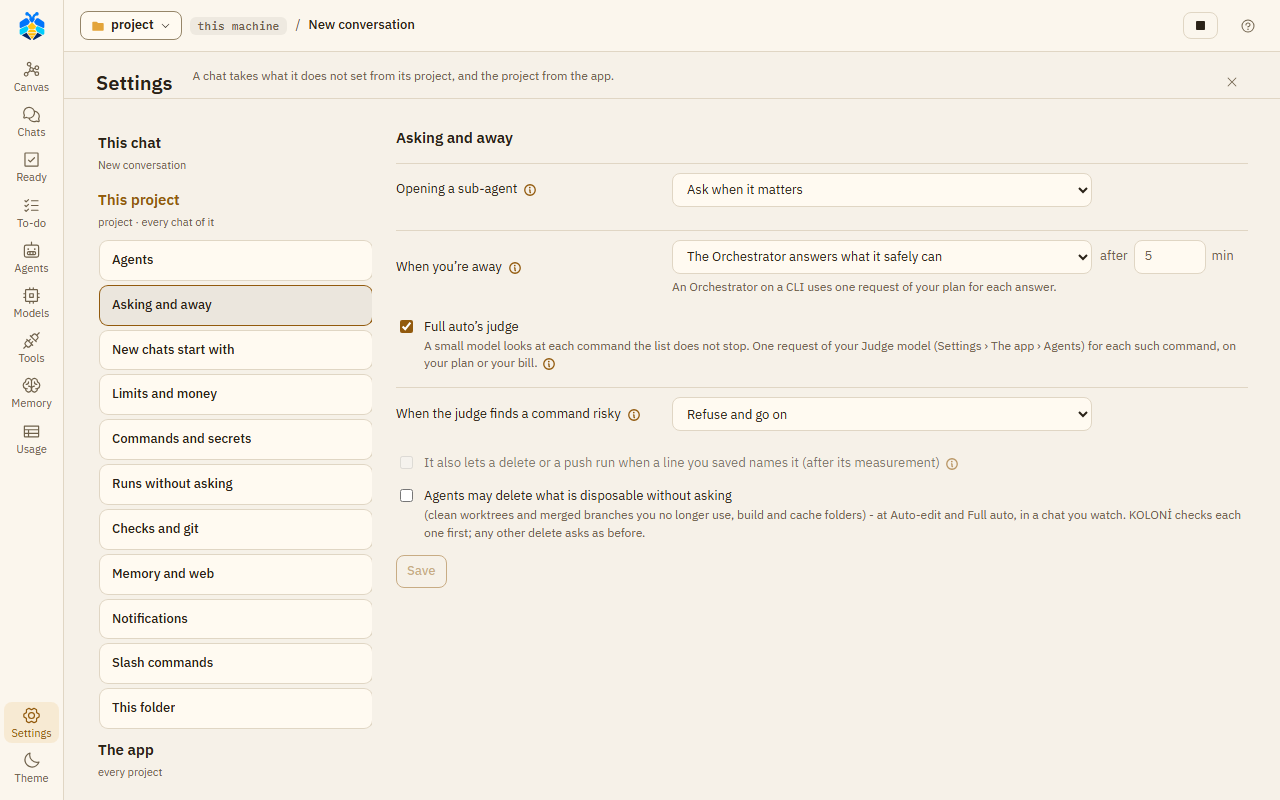 project
this machine / New conversation
Canvas
Chats
Ready
To-do
Agents
Models
Tools
Memory
Usage
Settings
Theme
Settings
A chat takes what it does not set from its project, and the project from the app.
This chat
New conversation
This project
project · every chat of it
Agents
Asking and away
New chats start with
Limits and money
Commands and secrets
Runs without asking
Checks and git
Memory and web
Notifications
Slash commands
This folder
The app
every project
Asking and away
Opening a sub-agent
Ask when it matters
When you’re away
The Orchestrator answers what it safely can
after 5 min
An Orchestrator on a CLI uses one request of your plan for each answer.
Full auto’s judge
A small model looks at each command the list does not stop. One request of your Judge model (Settings › The app › Agents) for each such command, on
your plan or your bill.
When the judge finds a command risky
Refuse and go on
It also lets a delete or a push run when a line you saved names it (after its measurement)
Agents may delete what is disposable without asking
(clean worktrees and merged branches you no longer use, build and cache folders) - at Auto-edit and Full auto, in a chat you watch. KOLONİ checks each
one first; any other delete asks as before.
Save